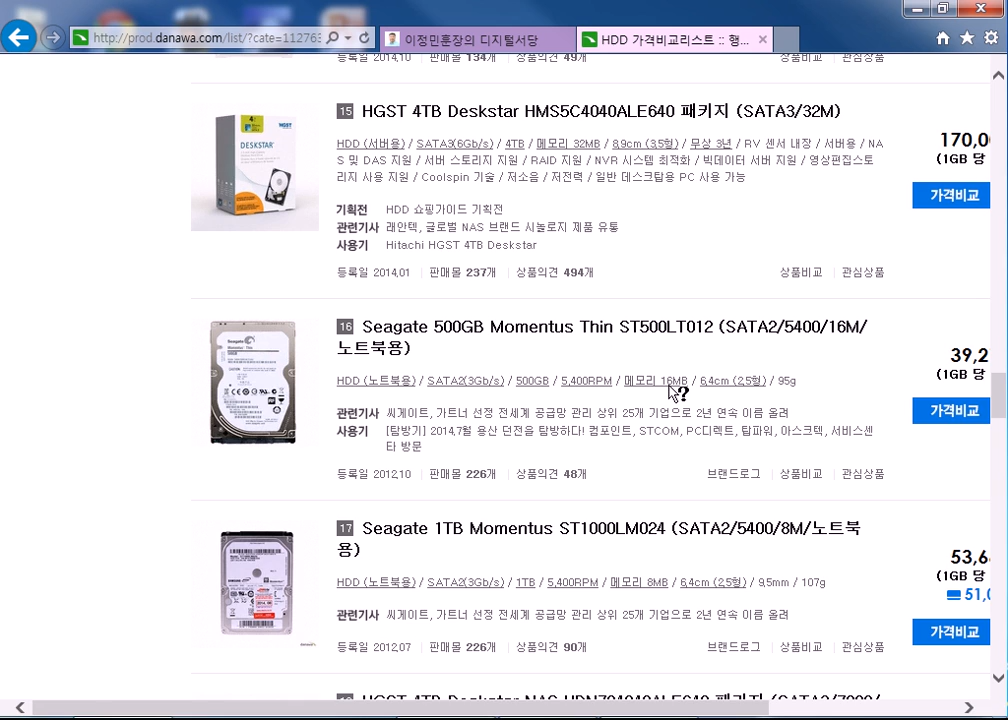 http://prod.danawa.com/list/?cate=11276
이정민훈장의 디지털서당
HDD 가격비교리스트 :: 행...
등록일 2014.10 판매몰 134개 상품의견 49개 상품비교 관심상품
15 HGST 4TB Deskstar HMS5C4040ALE640 패키지 (SATA3/32M)
HDD (서버용) / SATA3(6Gb/s) / 4TB / 메모리 32MB / 8,9cm (3,5형) / 무상 3년 / RV 센서 내장 / 서버용 / NA
S 및 DAS 지원 / 서버 스토리지 지원 / RAID 지원 / NVR 시스템 최적화 / 빅데이터 서버 지원 / 영상편집스토
리지 사용 지원 / Coolspin 기술 / 저소음 / 저전력 / 일반 데스크탑용 PC 사용 가능
170,0
(1GB 당
가격비교
기획전 HDD 쇼핑가이드 기획전
관련기사 래안텍, 글로벌 NAS 브랜드 시놀로지 제품 유통
사용기 Hitachi HGST 4TB Deskstar
등록일 2014.01 판매몰 237개 상품의견 494개 상품비교 관심상품
16 Seagate 500GB Momentus Thin ST500LT012 (SATA2/5400/16M/
노트북용)
HDD (노트북용) / SATA2(3Gb/s) / 500GB / 5,400RPM / 메모리 16MB / 6,4cm (2,5형) / 95g
39,2
(1GB 당
가격비교
관련기사 씨게이트, 가트너 선정 전세계 공급망 관리 상위 25개 기업으로 2년 연속 이름 올려
사용기 [탐방기] 2014,7월 용산 던전을 탐방하다! 컴포인트, STCOM, PC디렉트, 탑파워, 아스크텍, 서비스센
타 방문
등록일 2012.10 판매몰 226개 상품의견 48개 브랜드로그 상품비교 관심상품
17 Seagate 1TB Momentus ST1000LM024 (SATA2/5400/8M/노트북
용)
HDD (노트북용) / SATA2(3Gb/s) / 1TB / 5,400RPM / 메모리 8MB / 6,4cm (2,5형) / 9,5mm / 107g
53,6
(1GB 당
51,0
가격비교
관련기사 씨게이트, 가트너 선정 전세계 공급망 관리 상위 25개 기업으로 2년 연속 이름 올려
등록일 2012.07 판매몰 226개 상품의견 90개 브랜드로그 상품비교 관심상품
HGST 4TB Deskstar NAS HDN724040ALE640 패키지 (SATA3/7200/
DESKSTAR
HGST
Seagate